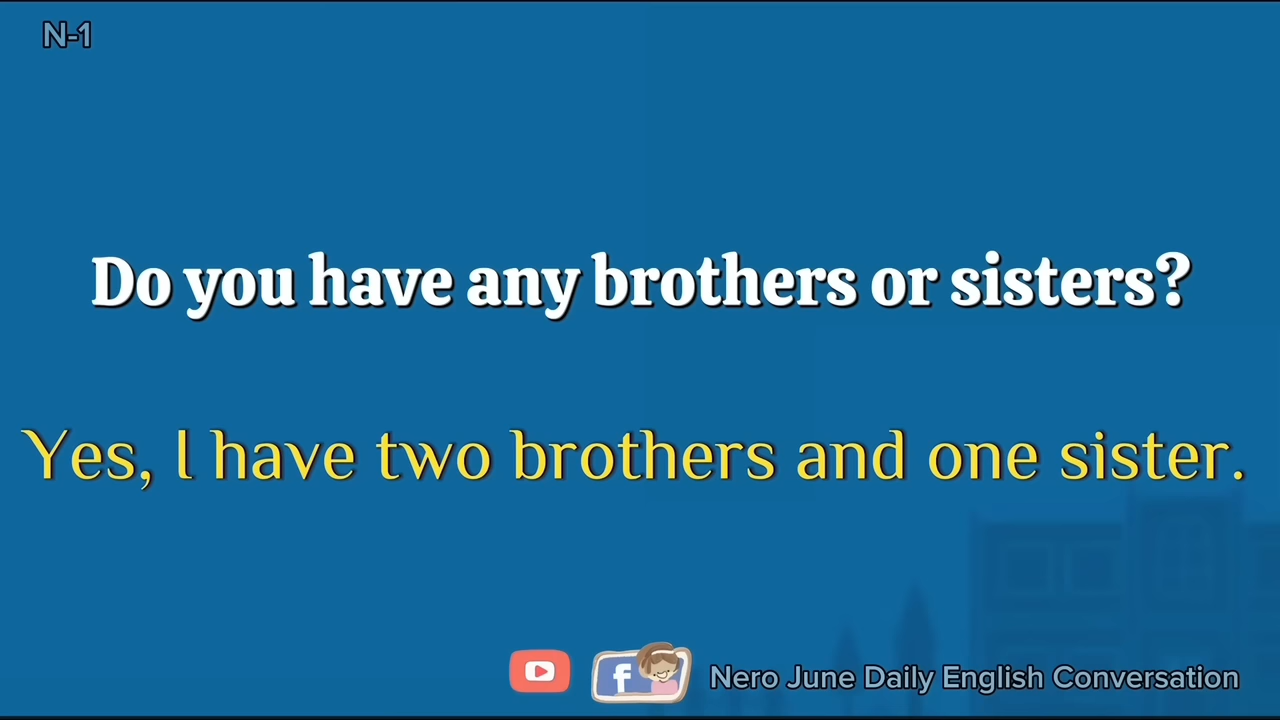 N-1
Do you have any brothers or sisters?
Yes, I have two brothers and one sister.
f Nero June Daily English Conversation